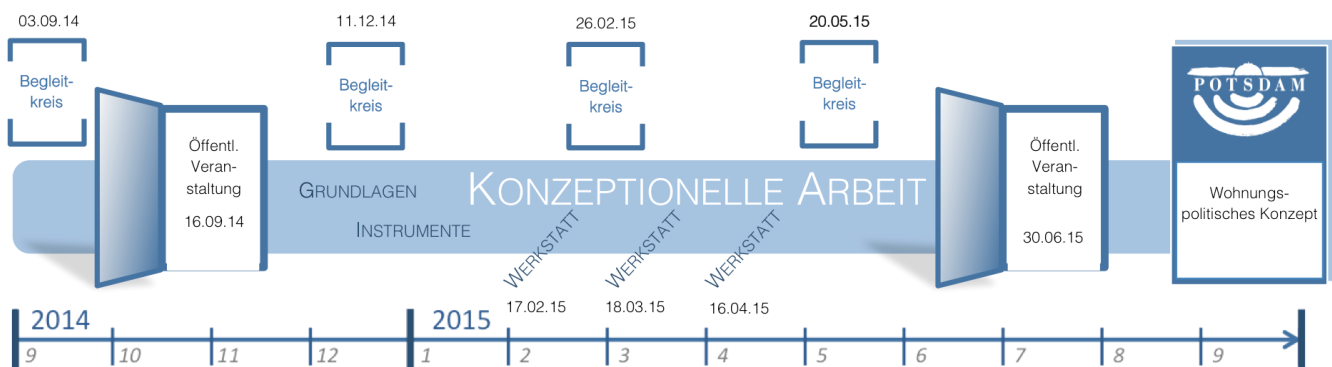 03.09.14
11.12.14
26.02.15
20.05.15
Begleit-
kreis
Begleit-
kreis
Begleit-
kreis
Begleit-
kreis
POTSDAM
Öffentl.
Veran-
staltung
16.09.14
GRUNDLAGEN
INSTRUMENTE
KONZEPTIONELLE ARBEIT
WERKSTATT
17.02.15
WERKSTATT
18.03.15
WERKSTATT
16.04.15
Öffentl.
Veran-
staltung
30.06.15
Wohnungs-
politisches Konzept
2014
2015
9 10 11 12 1 2 3 4 5 6 7 8 9